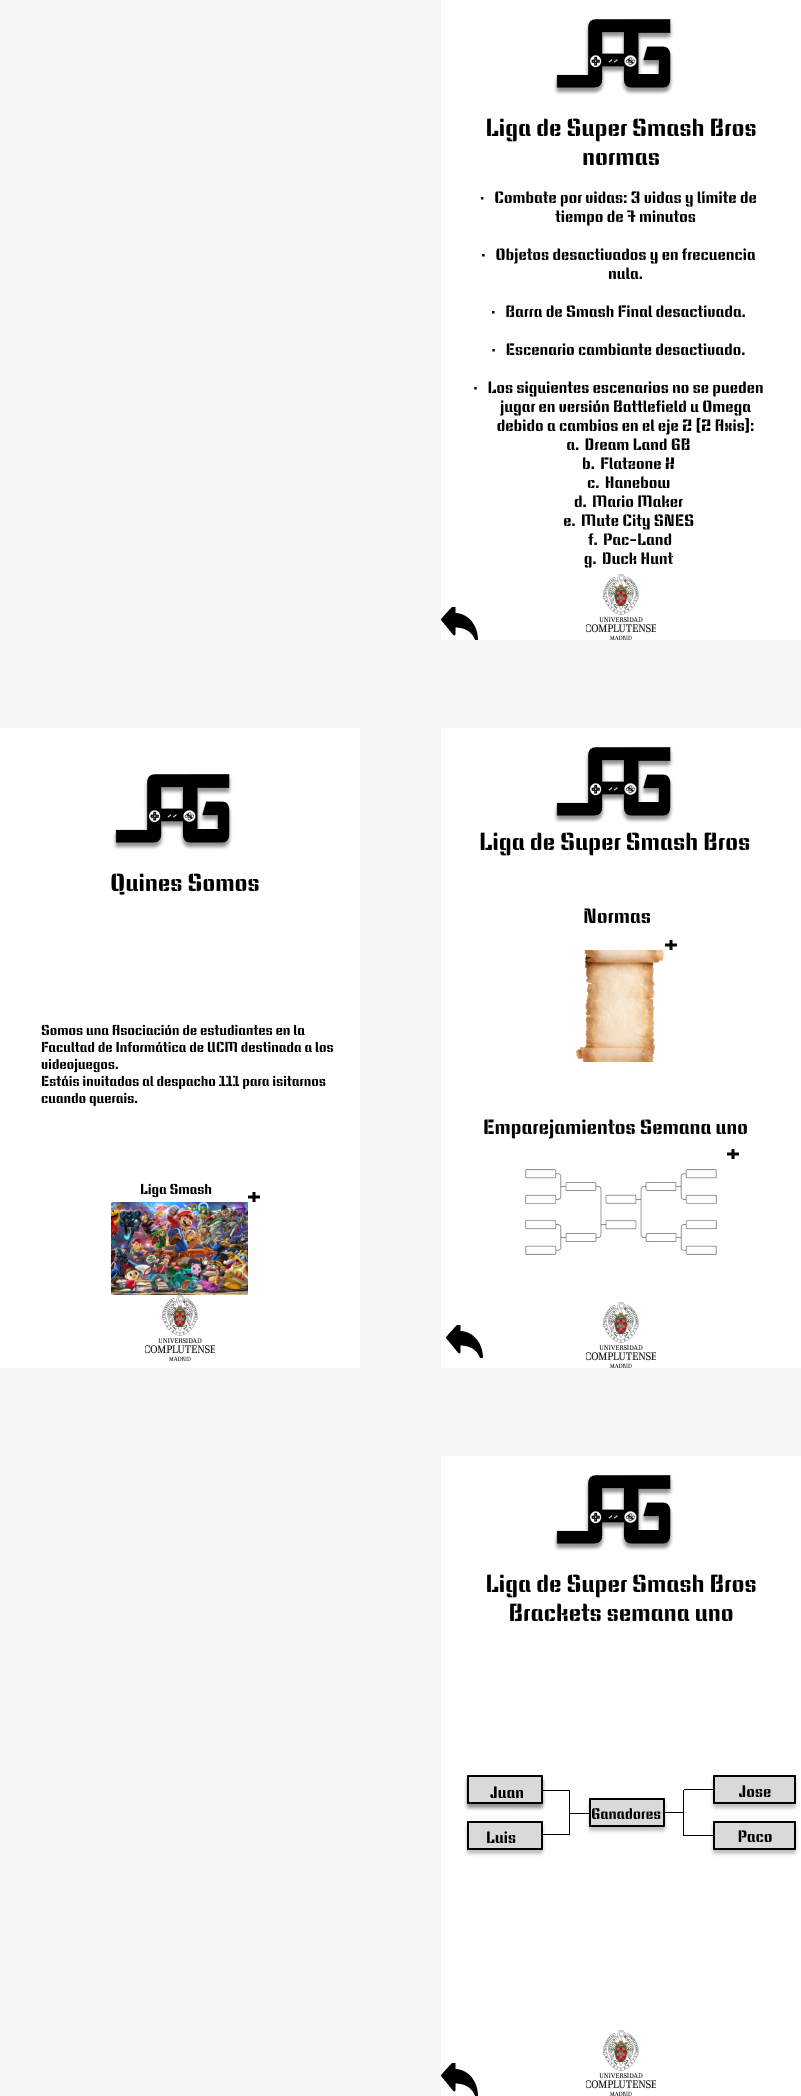 Liga de Super Smash Bros
normas
· Combate por vidas: 3 vidas y límite de
tiempo de 7 minutos
· Objetos desactivados y en frecuencia
nula.
· Barra de Smash Final desactivada.
· Escenario cambiante desactivado.
· Los siguientes escenarios no se pueden
jugar en versión Battlefield u Omega
debido a cambios en el eje Z (Z Axis):
a. Dream Land GB
b. Flatzone X
c. Hanebow
d. Mario Maker
e. Mute City SNES
f. Pac-Land
g. Duck Hunt
UNIVERSIDAD
COMPLUTENSE
MADRID
Quines Somos
Somos una Asociación de estudiantes en la
Facultad de Informática de UCM destinada a los
videojuegos.
Estáis invitados al despacho 111 para isitarnos
cuando querais.
Liga Smash
UNIVERSIDAD
COMPLUTENSE
MADRID
Liga de Super Smash Bros
Normas
Emparejamientos Semana uno
UNIVERSIDAD
COMPLUTENSE
MADRID
Liga de Super Smash Bros
Brackets semana uno
Juan
Jose
Ganadores
Luis
Paco
UNIVERSIDAD
COMPLUTENSE
MADRID